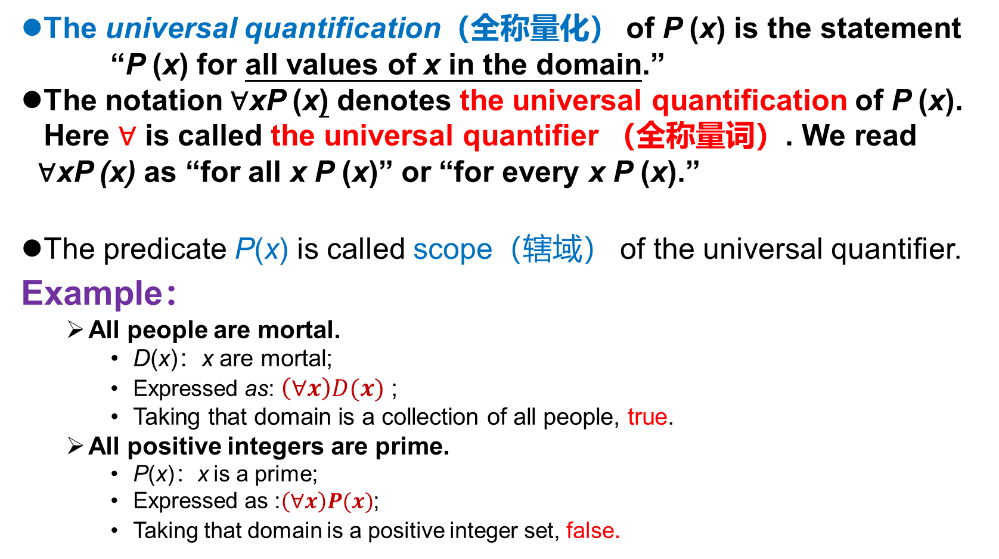 ●The universal quantification（全称量化） of P (x) is the statement
“P (x) for all values of x in the domain.”
●The notation ∀xP (x) denotes the universal quantification of P (x).
Here ∀ is called the universal quantifier （全称量词）. We read
∀xP (x) as “for all x P (x)” or “for every x P (x).”
●The predicate P(x) is called scope（辖域） of the universal quantifier.
Example：
➢All people are mortal.
• D(x)：x are mortal;
• Expressed as: (∀x)D(x) ;
• Taking that domain is a collection of all people, true.
➢All positive integers are prime.
• P(x)：x is a prime;
• Expressed as :(∀x)P(x);
• Taking that domain is a positive integer set, false.